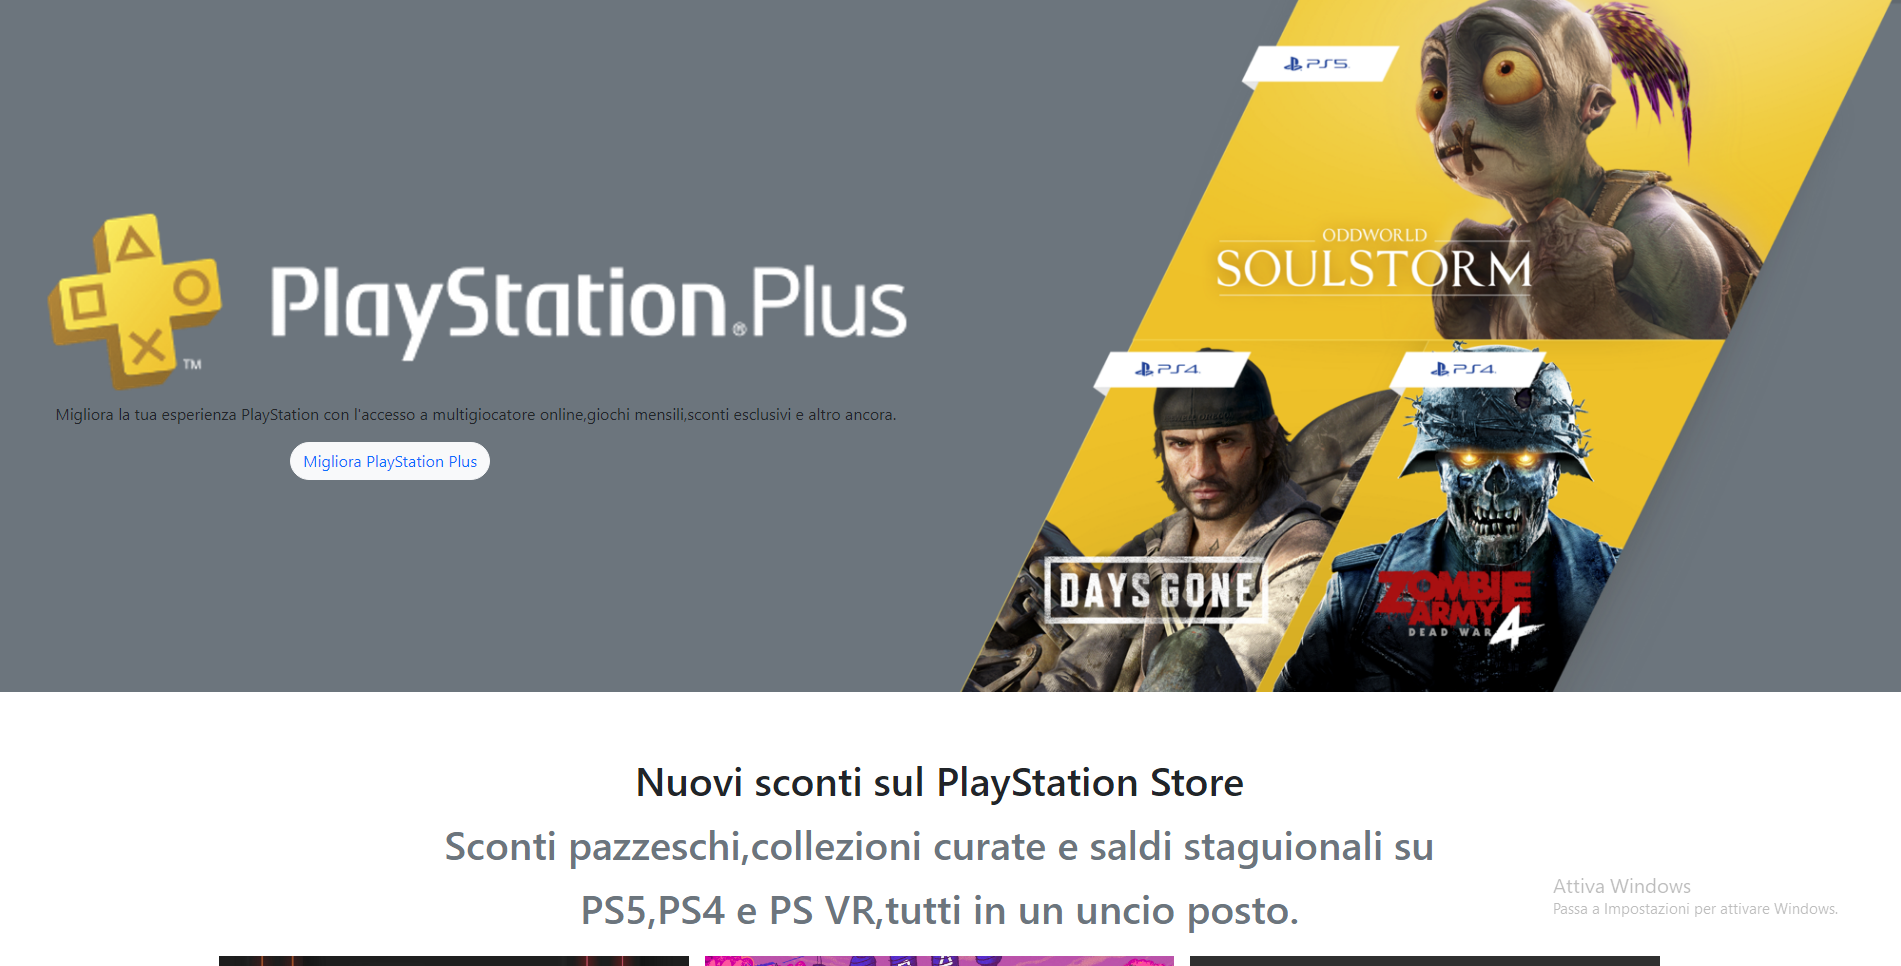 PS5
ODDWORLD
SOULSTORM
PlayStation®Plus
TM
Migliora la tua esperienza PlayStation con l'accesso a multigiocatore online,giochi mensili,sconti esclusivi e altro ancora.
Migliora PlayStation Plus
PS4
PS4
DAYS GONE
ZOMBIE
ARMY 4
DEAD WAR
Nuovi sconti sul PlayStation Store
Sconti pazzeschi,collezioni curate e saldi staguionali su
PS5,PS4 e PS VR,tutti in un uncio posto.
Attiva Windows
Passa a Impostazioni per attivare Windows.